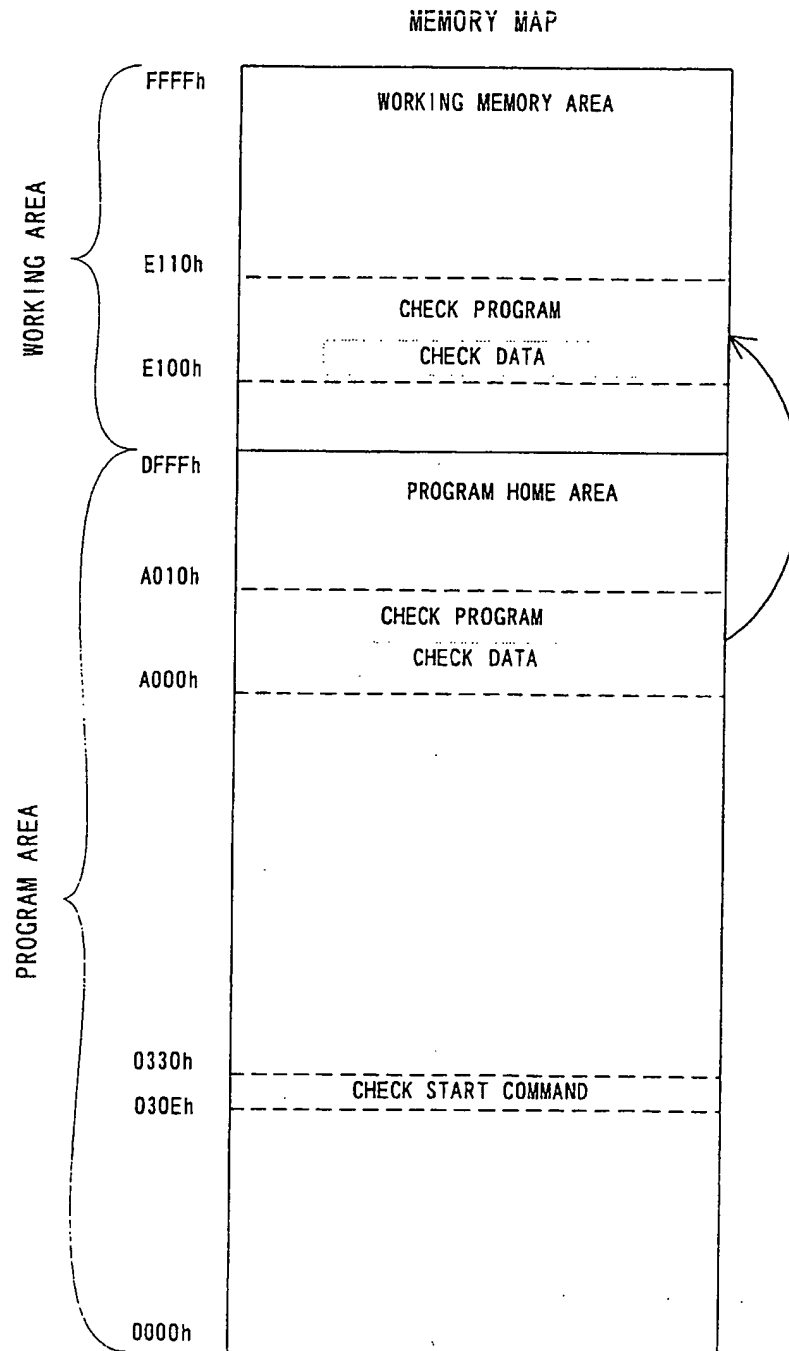 MEMORY MAP
FFFFh
WORKING MEMORY AREA
WORKING AREA
E110h
CHECK PROGRAM
CHECK DATA
E100h
DFFFh
PROGRAM HOME AREA
A010h
CHECK PROGRAM
CHECK DATA
A000h
PROGRAM AREA
0330h
CHECK START COMMAND
030Eh
0000h